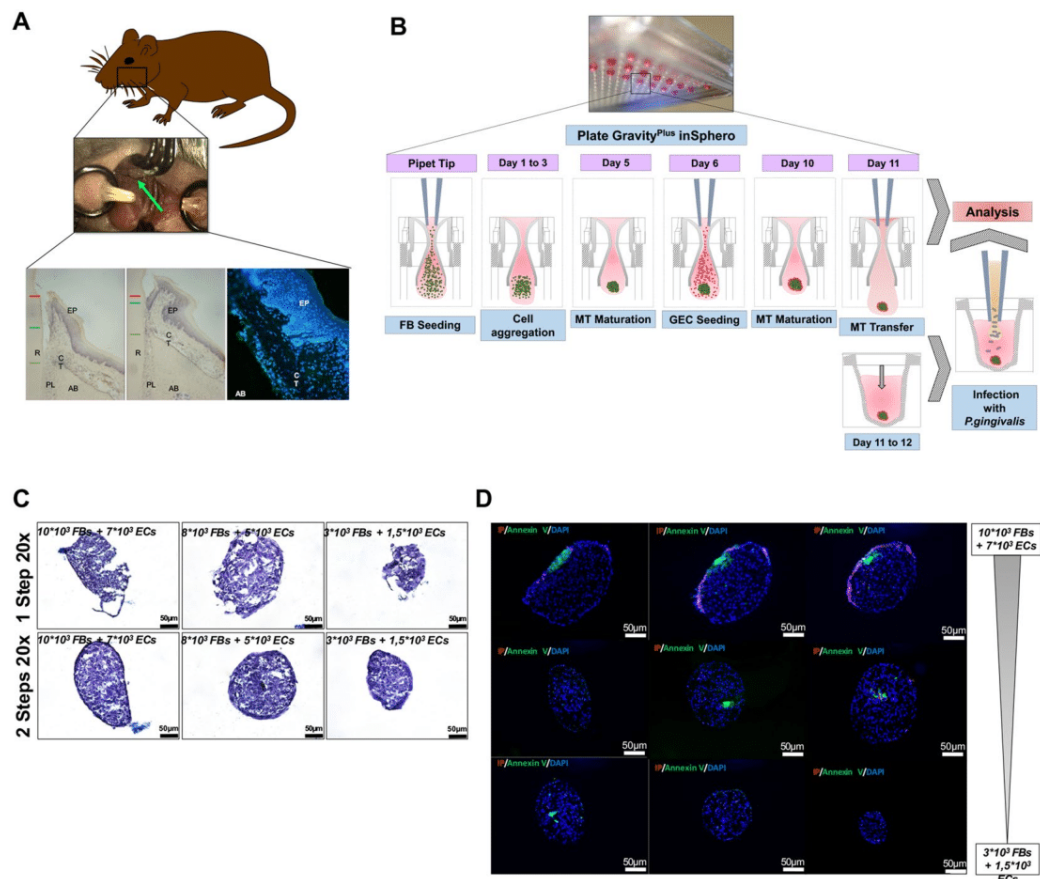 A
EP
R
C
T
PL
AB
EP
R
C
T
PL
AB
EP
C
T
AB
B
Plate Gravity^Plus inSphero
Pipet Tip
Day 1 to 3
Day 5
Day 6
Day 10
Day 11
FB Seeding
Cell
aggregation
MT Maturation
GEC Seeding
MT Maturation
MT Transfer
Analysis
Day 11 to 12
Infection
with
P.gingivalis
C
1 Step 20x
10*10³ FBs + 7*10³ ECs
8*10³ FBs + 5*10³ ECs
3*10³ FBs + 1,5*10³ ECs
50µm
50µm
50µm
2 Steps 20x
10*10³ FBs + 7*10³ ECs
8*10³ FBs + 5*10³ ECs
3*10³ FBs + 1,5*10³ ECs
50µm
50µm
50µm
D
IP/Annexin V/DAPI
IP/Annexin V/DAPI
IP/Annexin V/DAPI
50µm
50µm
50µm
IP/Annexin V/DAPI
IP/Annexin V/DAPI
IP/Annexin V/DAPI
50µm
50µm
50µm
IP/Annexin V/DAPI
IP/Annexin V/DAPI
IP/Annexin V/DAPI
50µm
50µm
50µm
10*10³ FBs
+ 7*10³ ECs
3*10³ FBs
+ 1,5*10³
ECs